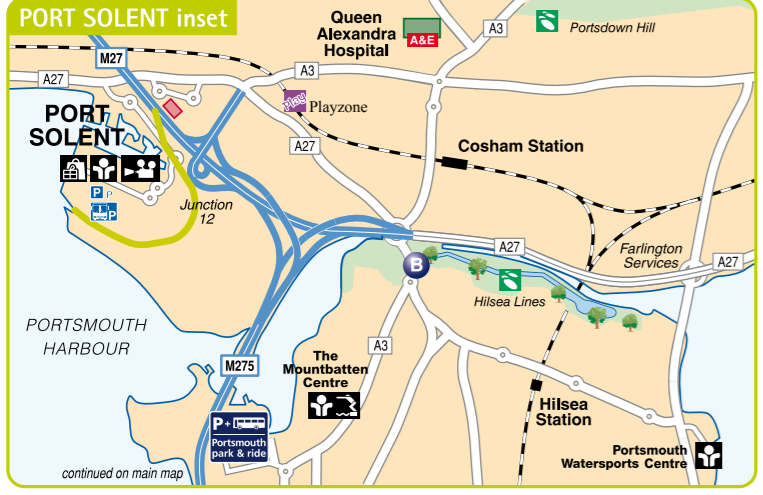 PORT SOLENT inset
Queen
Alexandra
Hospital
A&E
A3
Portsdown Hill
M27
A27
A3
Play
Playzone
PORT
SOLENT
A27
Cosham Station
P P
P
Junction
12
A27
Farlington
Services
A27
B
Hilsea Lines
PORTSMOUTH
HARBOUR
A3
M275
The
Mountbatten
Centre
Hilsea
Station
P+
Portsmouth
park & ride
Portsmouth
Watersports Centre
continued on main map